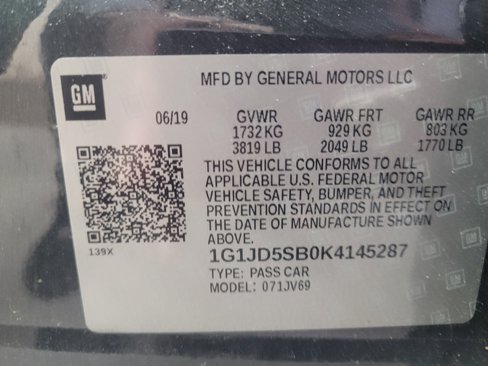 GM
MFD BY GENERAL MOTORS LLC
06/19 GVWR GAWR FRT GAWR RR
1732 KG 929 KG 803 KG
3819 LB 2049 LB 1770 LB
THIS VEHICLE CONFORMS TO ALL
APPLICABLE U.S. FEDERAL MOTOR
VEHICLE SAFETY, BUMPER, AND THEFT
PREVENTION STANDARDS IN EFFECT ON
THE DATE OF MANUFACTURE SHOWN
ABOVE.
139X
1G1JD5SB0K4145287
TYPE: PASS CAR
MODEL: 071JV69